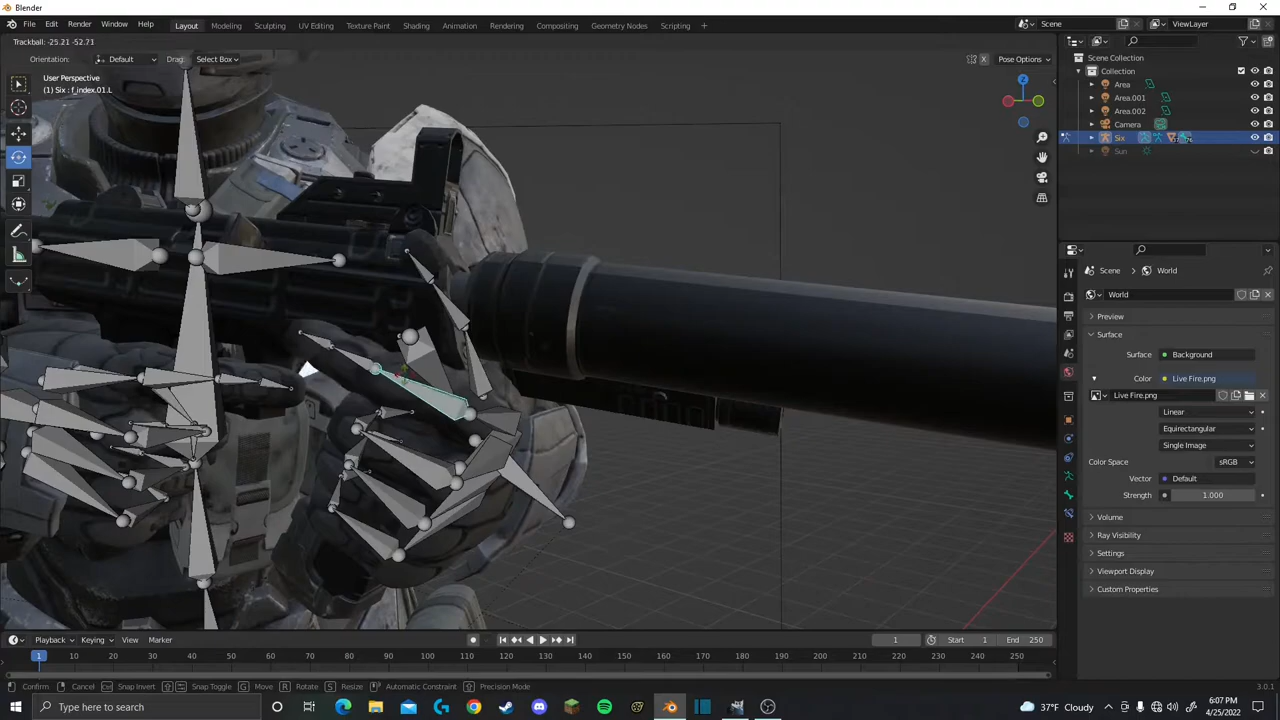 Blender
File Edit Render Window Help
Layout Modeling Sculpting UV Editing Texture Paint Shading Animation Rendering Compositing Geometry Nodes Scripting +
Scene
ViewLayer
Trackball: -25.21 -52.73
Orientation: Default Drag: Select Box
X Pose Options
User Perspective
(1) Six : f_index.01.L
Z
Scene Collection
Collection
Area
Area.001
Area.002
Camera
Six
Sun
Scene > World
World
Preview
Surface
Surface Background
Color Live Fire.png
Live Fire.png
Linear
Equirectangular
Single Image
Color Space sRGB
Vector Default
Strength 1.000
Volume
Ray Visibility
Settings
Viewport Display
Custom Properties
Playback Keying View Marker
1 Start 1 End 250
1 10 20 30 40 50 60 70 80 90 100 110 120 130 140 150 160 170 180 190 200 210 220 230 240 250
Confirm Cancel Snap Invert Snap Toggle G Move R Rotate S Resize Automatic Constraint Precision Mode
3.0.1
Type here to search
37°F Cloudy
6:07 PM
4/25/2022